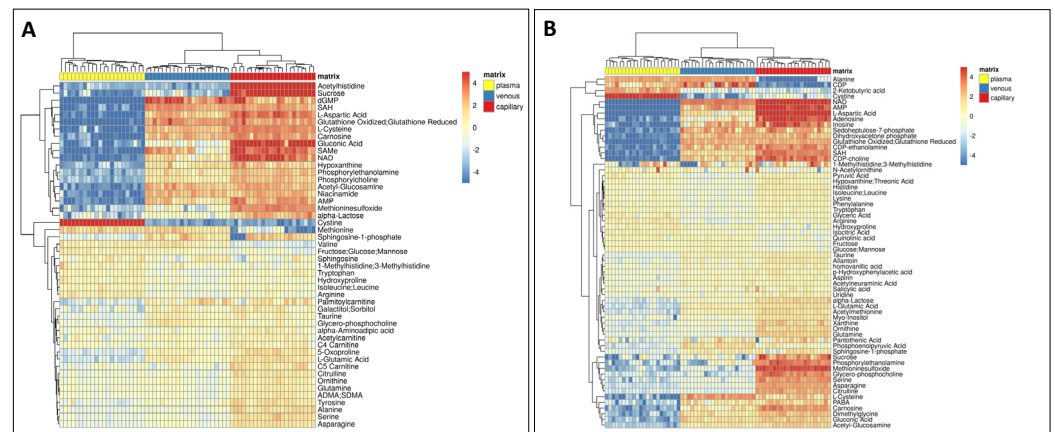 A
matrix
Acetylhistidine
Sucrose
dGMP
SAH
L-Aspartic Acid
Glutathione Oxidized;Glutathione Reduced
L-Cysteine
Carnosine
Gluconic Acid
SAMe
NAD
Hypoxanthine
Phosphorylethanolamine
Phosphorylcholine
Acetyl-Glucosamine
Niacinamide
AMP
Methioninesulfoxide
alpha-Lactose
Cystine
Methionine
Sphingosine-1-phosphate
Valine
Fructose;Glucose;Mannose
Sphingosine
1-Methylhistidine;3-Methylhistidine
Tryptophan
Hydroxyproline
Isoleucine;Leucine
Arginine
Palmitoylcarnitine
Galactitol;Sorbitol
Taurine
Glycero-phosphocholine
alpha-Aminoadipic acid
Acetylcarnitine
C4 Carnitine
5-Oxoproline
L-Glutamic Acid
C5 Carnitine
Citrulline
Ornithine
Glutamine
ADMA;SDMA
Tyrosine
Alanine
Serine
Asparagine
4
2
0
-2
-4
matrix
plasma
venous
capillary
B
matrix
Alanine
CDP
2-Ketobutyric acid
Cystine
NAD
AMP
L-Aspartic Acid
Adenosine
Inosine
Sedoheptulose-7-phosphate
Dihydroxyacetone phosphate
Glutathione Oxidized;Glutathione Reduced
CDP-ethanolamine
SAH
CDP-choline
1-Methylhistidine;3-Methylhistidine
N-Acetylornithine
Pyruvic Acid
Hypoxanthine;Threonic Acid
Histidine
Isoleucine;Leucine
Lysine
Phenylalanine
Tryptophan
Glyceric Acid
Arginine
Hydroxyproline
Isocitric Acid
Quinolinic acid
Fructose
Glucose;Mannose
Taurine
Allantoin
homovanillic acid
p-Hydroxyphenylacetic acid
Aspirin
Acetylneuraminic Acid
Salicylic acid
Uridine
alpha-Lactose
L-Glutamic Acid
Acetylmethionine
Myo-Inositol
Xanthine
Ornithine
Glutamine
Pantothenic Acid
Phosphoenolpyruvic Acid
Sphingosine-1-phosphate
Sucrose
Phosphorylethanolamine
Methioninesulfoxide
Glycero-phosphocholine
Serine
Asparagine
Citrulline
L-Cysteine
PABA
Carnosine
Dimethylglycine
Gluconic Acid
Acetyl-Glucosamine
4
2
0
-2
-4
matrix
plasma
venous
capillary